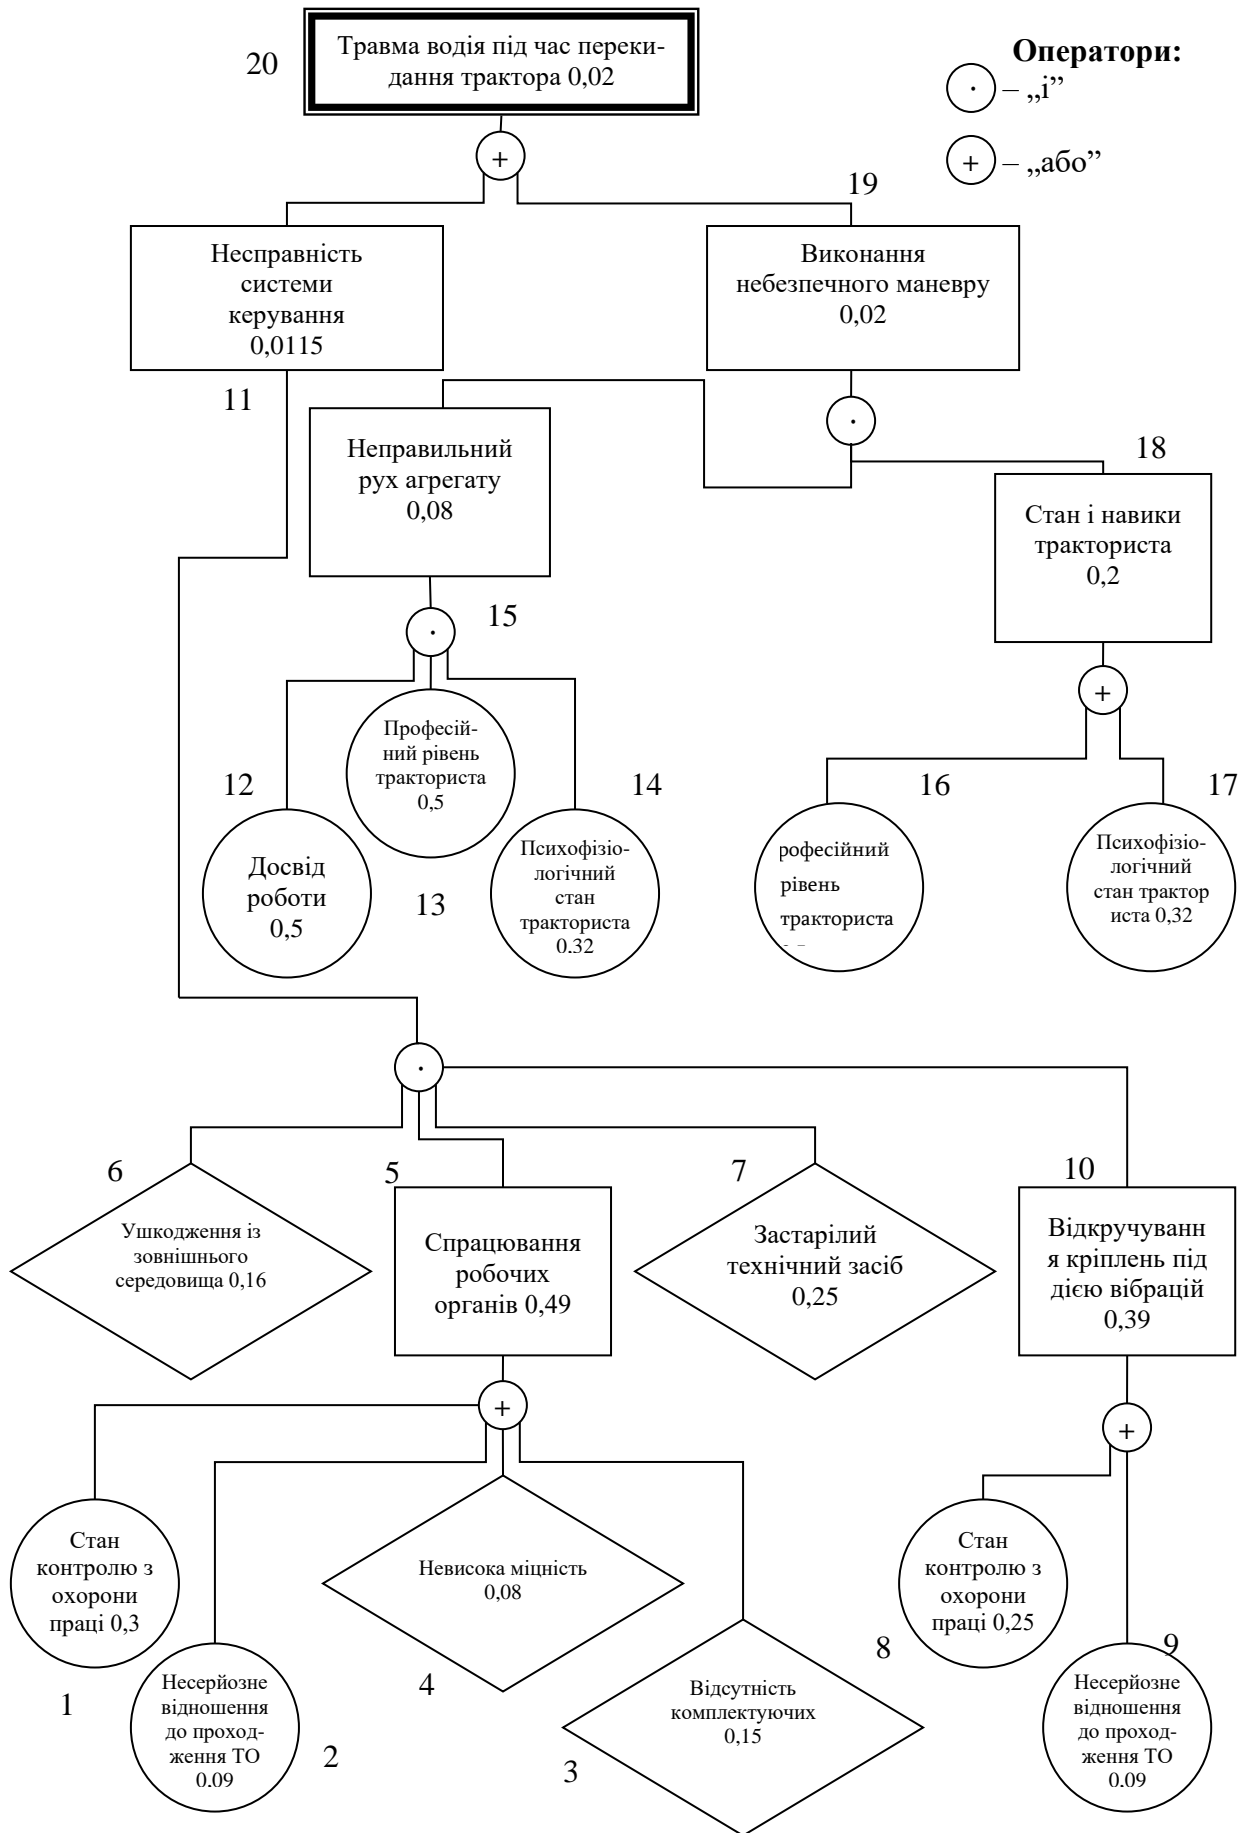 20
Травма водія під час переки-
дання трактора 0,02
Оператори:
· – „і”
+ – „або”
+
19
Несправність
системи
керування
0,0115
Виконання
небезпечного маневру
0,02
11
·
Неправильний
рух агрегату
0,08
18
Стан і навики
тракториста
0,2
15
·
+
12
Досвід
роботи
0,5
Професій-
ний рівень
тракториста
0,5
13
14
Психофізіо-
логічний
стан
тракториста
0,32
16
рофесійний
рівень
тракториста
17
Психофізіо-
логічний
стан трактор
иста 0,32
·
6
Ушкодження із
зовнішнього
середовища 0,16
5
Спрацювання
робочих
органів 0,49
7
Застарілий
технічний засіб
0,25
10
Відкручуванн
я кріплень під
дією вібрацій
0,39
+
+
Стан
контролю з
охорони
праці 0,3
1
Несерйозне
відношення
до проход-
ження ТО
0,09
2
Невисока міцність
0,08
4
Відсутність
комплектуючих
0,15
3
8
Стан
контролю з
охорони
праці 0,25
9
Несерйозне
відношення
до проход-
ження ТО
0,09